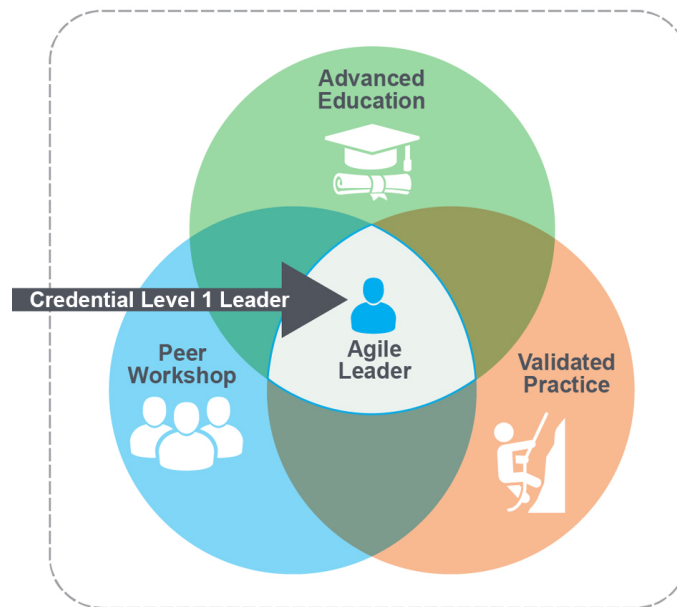 Advanced
Education
Credential Level 1 Leader
Agile
Leader
Peer
Workshop
Validated
Practice